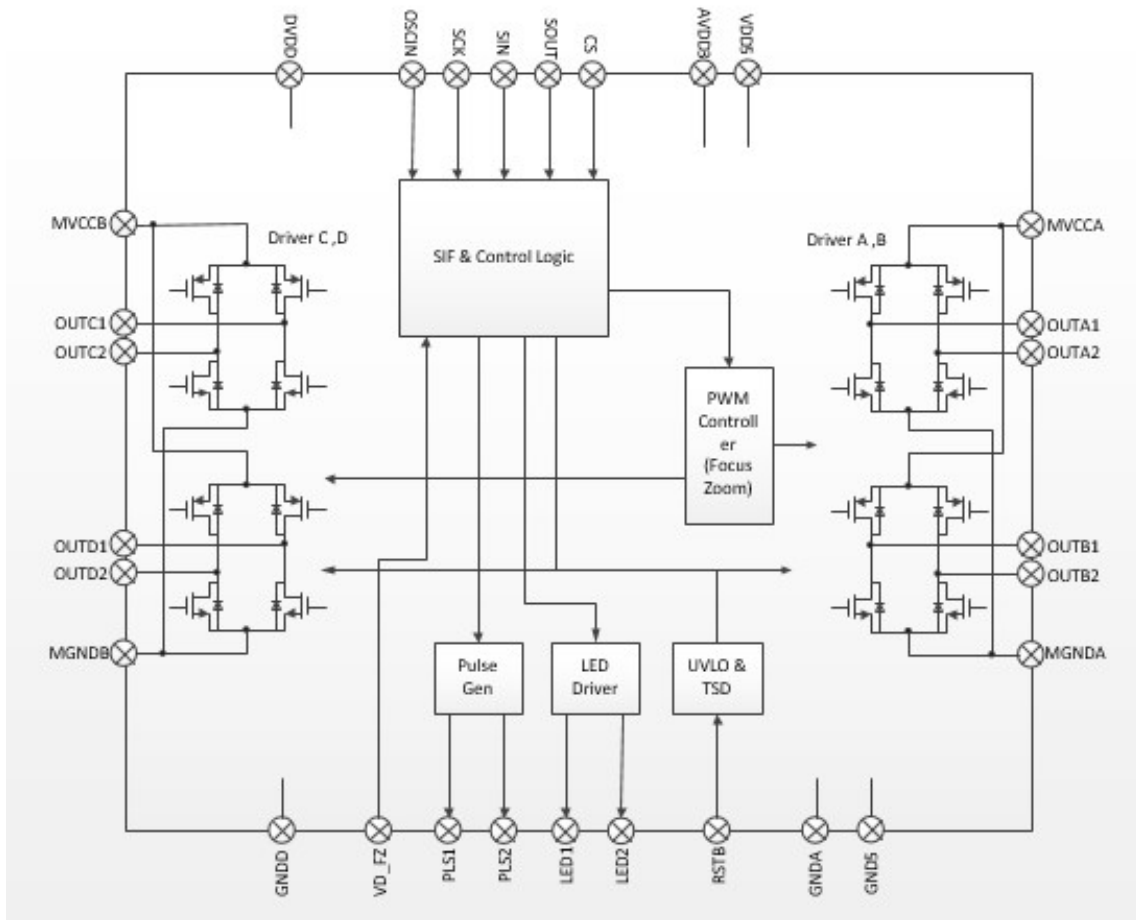 DVDD
OSCIN
SCK
SIN
SOUT
CS
AVDD3
VDD5
MVCCB
Driver C ,D
SIF & Control Logic
Driver A ,B
MVCCA
OUTC1
OUTC2
OUTA1
OUTA2
PWM
Controll
er
(Focus
Zoom)
OUTD1
OUTD2
OUTB1
OUTB2
MGNDB
Pulse
Gen
LED
Driver
UVLO &
TSD
MGNDA
GNDD
VD_FZ
PLS1
PLS2
LED1
LED2
RSTB
GNDA
GND5